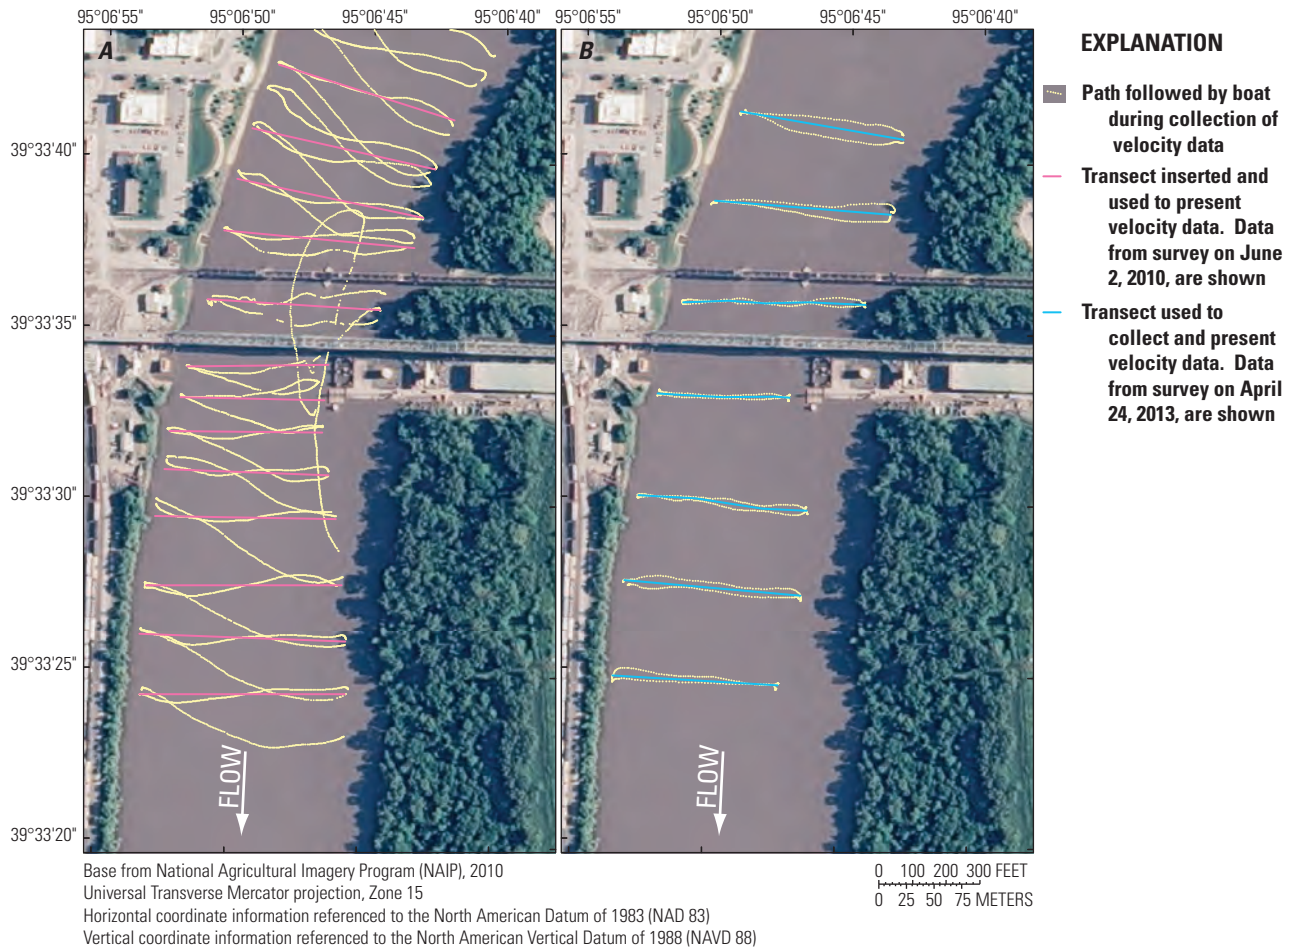 95°06'55" 95°06'50" 95°06'45" 95°06'40" 95°06'55" 95°06'50" 95°06'45" 95°06'40"
A
B
39°33'40"
39°33'35"
39°33'30"
39°33'25"
39°33'20"
FLOW
FLOW
EXPLANATION
Path followed by boat
during collection of
velocity data
Transect inserted and
used to present
velocity data. Data
from survey on June
2, 2010, are shown
Transect used to
collect and present
velocity data. Data
from survey on April
24, 2013, are shown
Base from National Agricultural Imagery Program (NAIP), 2010
Universal Transverse Mercator projection, Zone 15
Horizontal coordinate information referenced to the North American Datum of 1983 (NAD 83)
Vertical coordinate information referenced to the North American Vertical Datum of 1988 (NAVD 88)
0 100 200 300 FEET
0 25 50 75 METERS